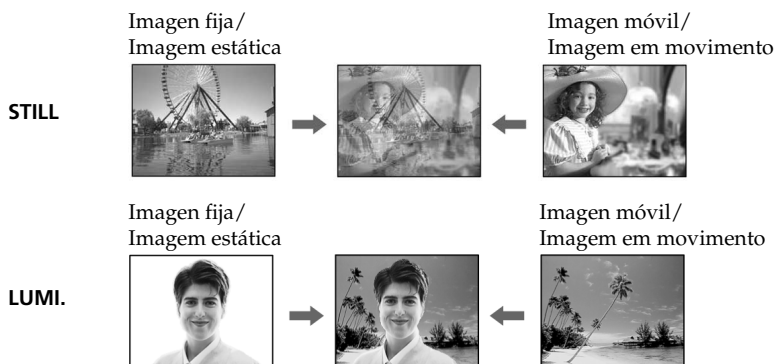 Imagen fija/
Imagem estática
Imagen móvil/
Imagem em movimento
STILL
Imagen fija/
Imagem estática
Imagen móvil/
Imagem em movimento
LUMI.